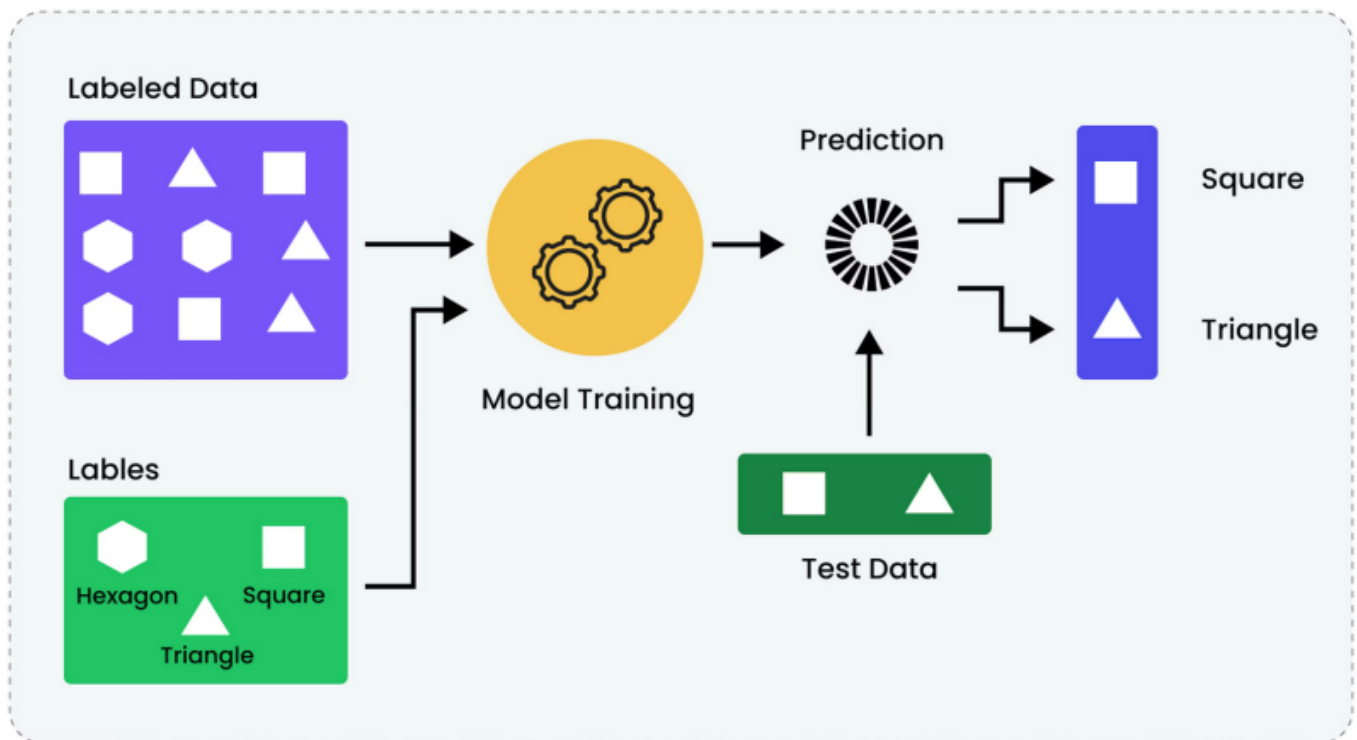 Labeled Data
Prediction
Square
Triangle
Model Training
Lables
Hexagon
Square
Triangle
Test Data